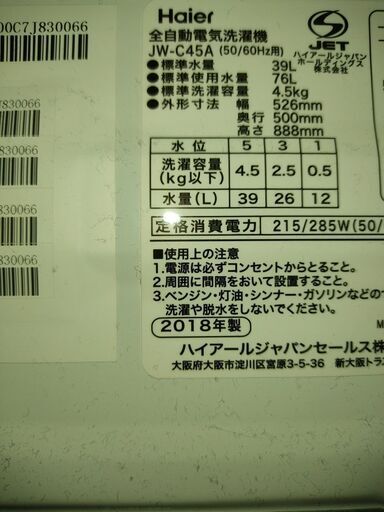 00C7J830066
J830066
830066
830066
830066
830066
Haier
全自動電気洗濯機
JW-C45A (50/60Hz用)
S
JET
ハイアールジャパン
ホールディングス
株式会社
●標準水量 39L
●標準使用水量 76L
●標準洗濯容量 4.5kg
●外形寸法 幅 526mm
奥行 500mm
高さ 888mm
水位 5 3 1
洗濯容量(kg以下) 4.5 2.5 0.5
水量(L) 39 26 12
定格消費電力 215/285W(50/
■使用上の注意
1.電源は必ずコンセントからとること。
2.周囲に間隔をおいて設置すること。
3.ベンジン・灯油・シンナー・ガソリンなどの
洗濯や脱水をしないでください。
2018年製
ハイアールジャパンセールス株
大阪府大阪市淀川区宮原3-5-36 新大阪トラス